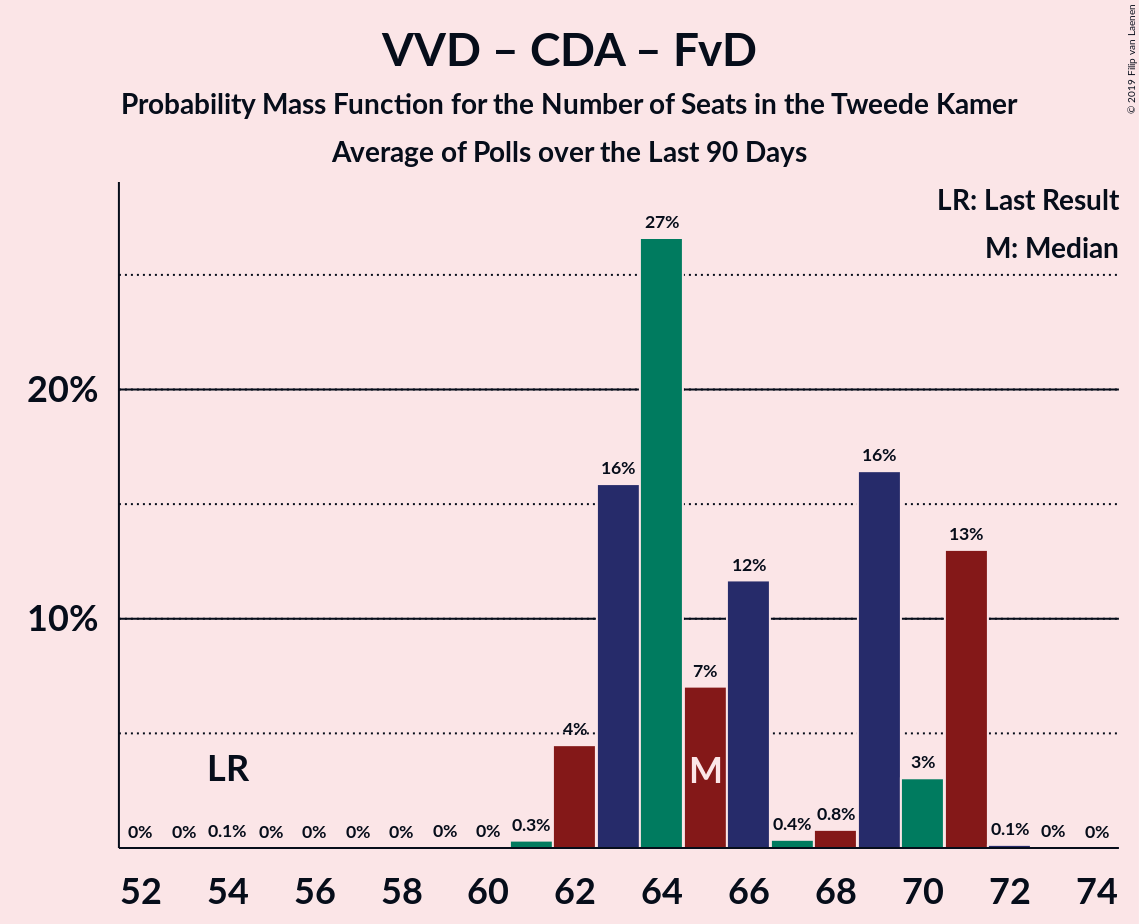 VVD – CDA – FvD
Probability Mass Function for the Number of Seats in the Tweede Kamer
Average of Polls over the Last 90 Days
© 2019 Filip van Laenen
LR: Last Result
M: Median
27%
20%
16%
16%
13%
12%
10%
7%
4%
3%
LR
M
0% 0% 0.1% 0% 0% 0% 0% 0% 0% 0.3% 0.4% 0.8% 0.1% 0% 0%
52 54 56 58 60 62 64 66 68 70 72 74